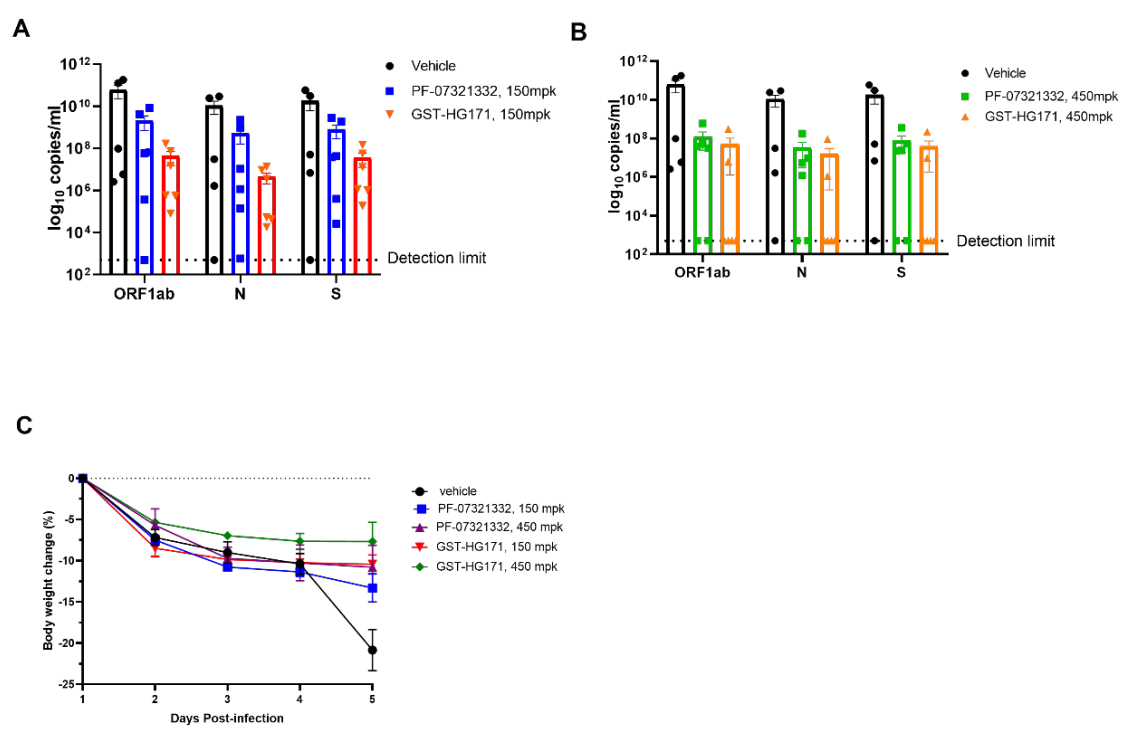 A
10^12
10^10
10^8
10^6
10^4
10^2
log10 copies/ml
ORF1ab
N
S
Vehicle
PF-07321332, 150mpk
GST-HG171, 150mpk
Detection limit
B
10^12
10^10
10^8
10^6
10^4
10^2
log10 copies/ml
ORF1ab
N
S
Vehicle
PF-07321332, 450mpk
GST-HG171, 450mpk
Detection limit
C
0
-5
-10
-15
-20
-25
Body weight change (%)
1
2
3
4
5
Days Post-infection
vehicle
PF-07321332, 150 mpk
PF-07321332, 450 mpk
GST-HG171, 150 mpk
GST-HG171, 450 mpk